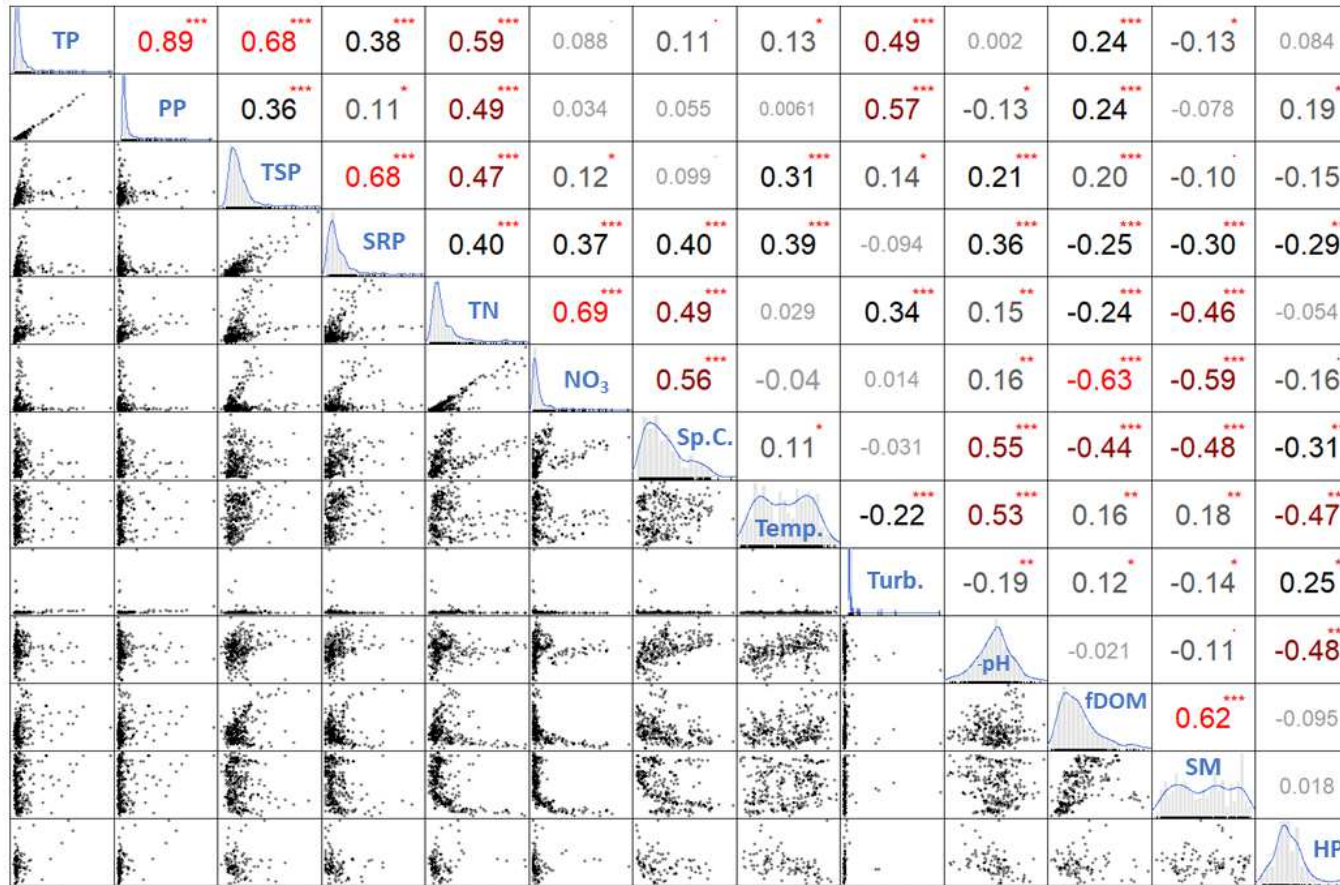 TP 0.89*** 0.68*** 0.38*** 0.59*** 0.088. 0.11. 0.13* 0.49*** 0.002 0.24*** -0.13* 0.084
PP 0.36*** 0.11* 0.49*** 0.034 0.055 0.0061 0.57*** -0.13* 0.24*** -0.078 0.19*
TSP 0.68*** 0.47*** 0.12* 0.099. 0.31*** 0.14* 0.21*** 0.20*** -0.10. -0.15
SRP 0.40*** 0.37*** 0.40*** 0.39*** -0.094 0.36*** -0.25*** -0.30*** -0.29**
TN 0.69*** 0.49*** 0.029 0.34*** 0.15** -0.24*** -0.46*** -0.054
NO₃ 0.56*** -0.04 0.014 0.16** -0.63*** -0.59*** -0.16.
Sp.C. 0.11* -0.031 0.55*** -0.44*** -0.48*** -0.31**
Temp. -0.22*** 0.53*** 0.16** 0.18** -0.47**
Turb. -0.19** 0.12* -0.14* 0.25*
pH -0.021 -0.11. -0.48**
fDOM 0.62*** -0.095
SM 0.018
HP